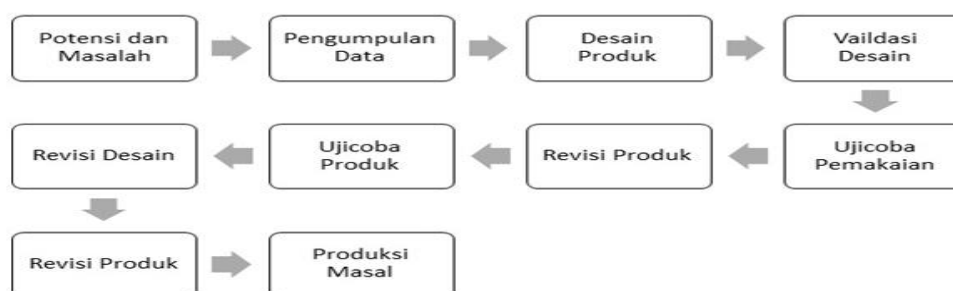 Potensi dan
Masalah
Pengumpulan
Data
Desain
Produk
Vaildasi
Desain
Ujicoba
Pemakaian
Revisi Produk
Ujicoba
Produk
Revisi Desain
Revisi Produk
Produksi
Masal